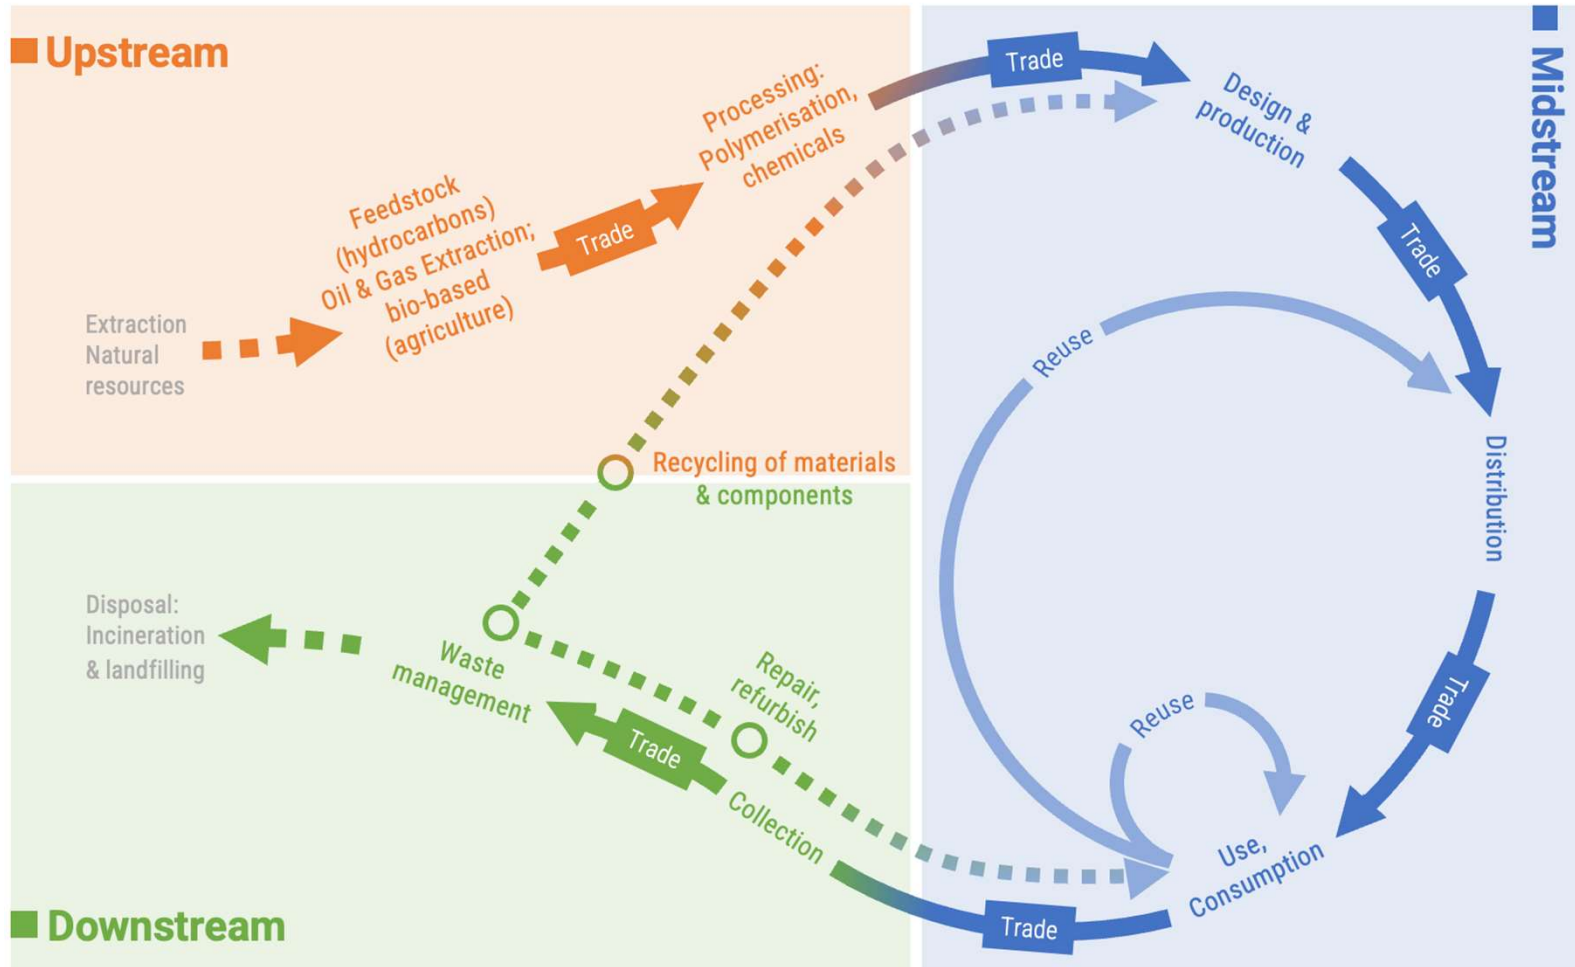 Upstream
Extraction
Natural
resources
Feedstock
(hydrocarbons)
Oil & Gas Extraction;
bio-based
(agriculture)
Trade
Processing:
Polymerisation,
chemicals
Trade
Midstream
Design &
production
Trade
Distribution
Trade
Use,
Consumption
Reuse
Reuse
Trade
Collection
Trade
Repair,
refurbish
Waste
management
Recycling of materials
& components
Disposal:
Incineration
& landfilling
Downstream